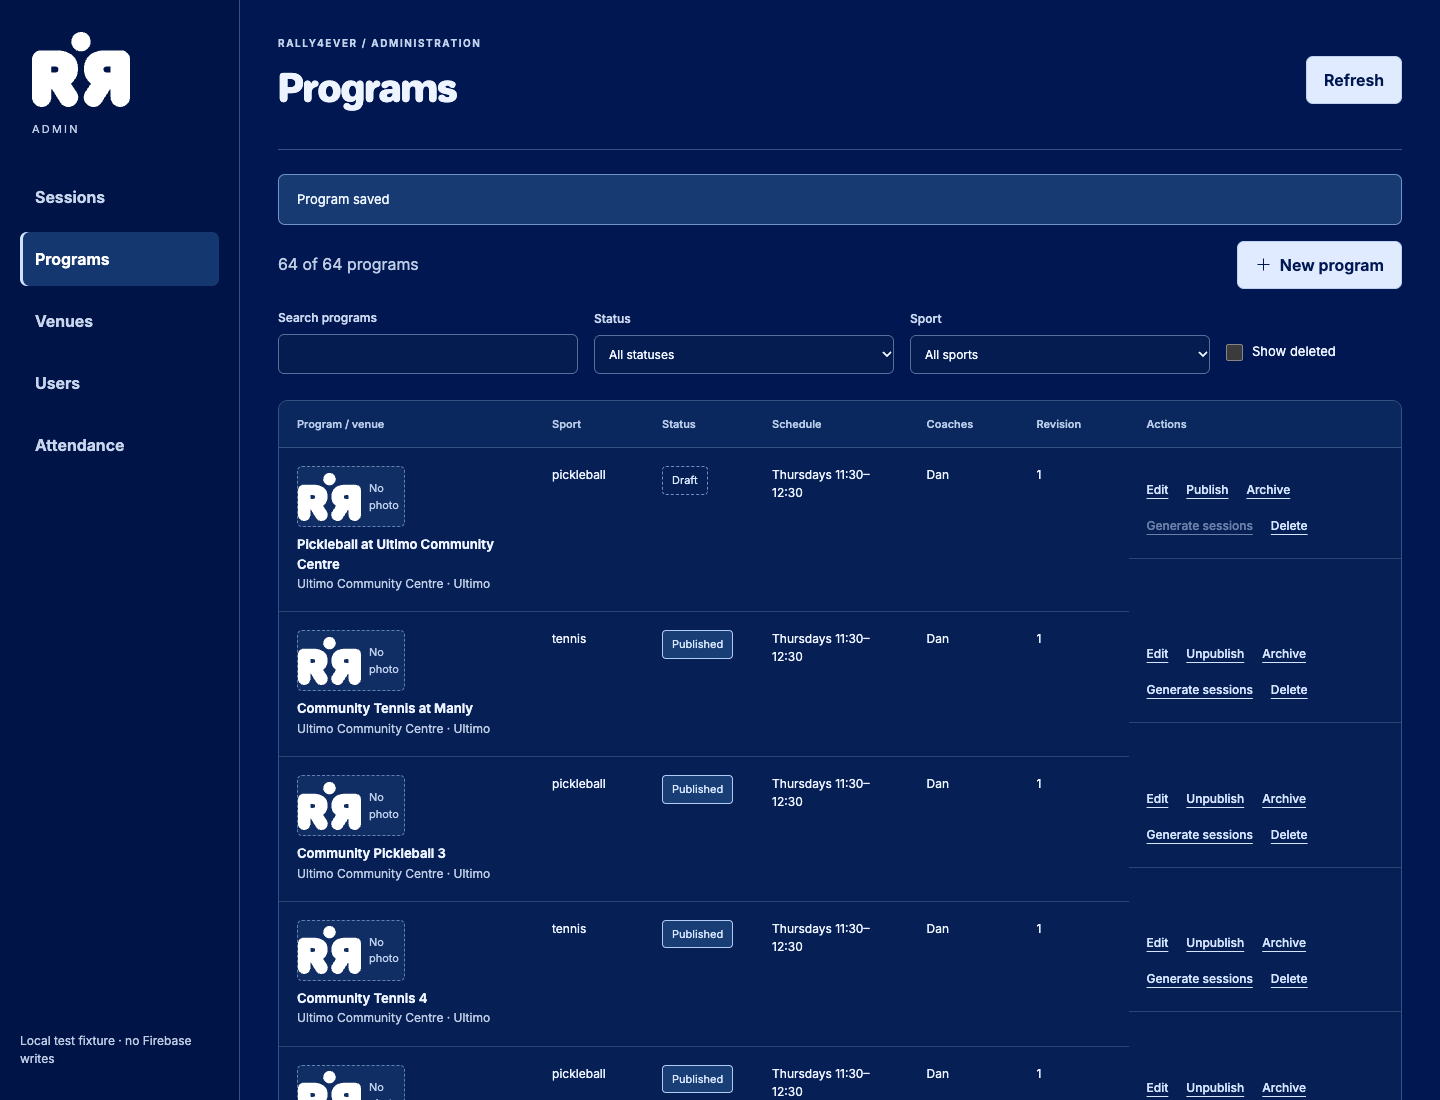 RR
ADMIN
Sessions
Programs
Venues
Users
Attendance
Local test fixture · no Firebase
writes
RALLY4EVER / ADMINISTRATION
Programs
Refresh
Program saved
64 of 64 programs
+ New program
Search programs
Status
Sport
All statuses
All sports
Show deleted
Program / venue Sport Status Schedule Coaches Revision Actions
RR No
photo
Pickleball at Ultimo Community
Centre
Ultimo Community Centre · Ultimo
pickleball
Draft
Thursdays 11:30–
12:30
Dan
1
Edit Publish Archive
Generate sessions Delete
RR No
photo
Community Tennis at Manly
Ultimo Community Centre · Ultimo
tennis
Published
Thursdays 11:30–
12:30
Dan
1
Edit Unpublish Archive
Generate sessions Delete
RR No
photo
Community Pickleball 3
Ultimo Community Centre · Ultimo
pickleball
Published
Thursdays 11:30–
12:30
Dan
1
Edit Unpublish Archive
Generate sessions Delete
RR No
photo
Community Tennis 4
Ultimo Community Centre · Ultimo
tennis
Published
Thursdays 11:30–
12:30
Dan
1
Edit Unpublish Archive
Generate sessions Delete
RR No
photo
pickleball
Published
Thursdays 11:30–
12:30
Dan
1
Edit Unpublish Archive